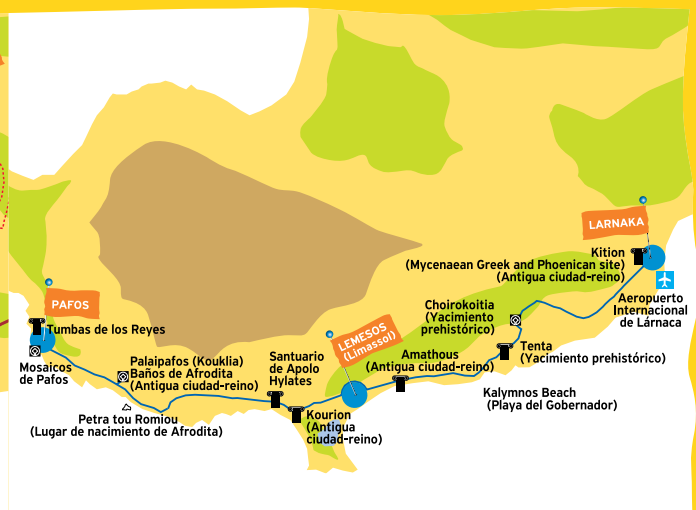 LARNAKA
Kition
(Mycenaean Greek and Phoenican site)
(Antigua ciudad-reino)
Aeropuerto
Internacional
de Lárnaca
PAFOS
Tumbas de los Reyes
Mosaicos
de Pafos
Palaipafos (Kouklia)
Baños de Afrodita
(Antigua ciudad-reino)
Petra tou Romiou
(Lugar de nacimiento de Afrodita)
Santuario
de Apolo
Hylates
Kourion
(Antigua
ciudad-reino)
LEMESOS
(Limassol)
Amathous
(Antigua ciudad-reino)
Choirokoitia
(Yacimiento
prehistórico)
Tenta
(Yacimiento prehistórico)
Kalymnos Beach
(Playa del Gobernador)